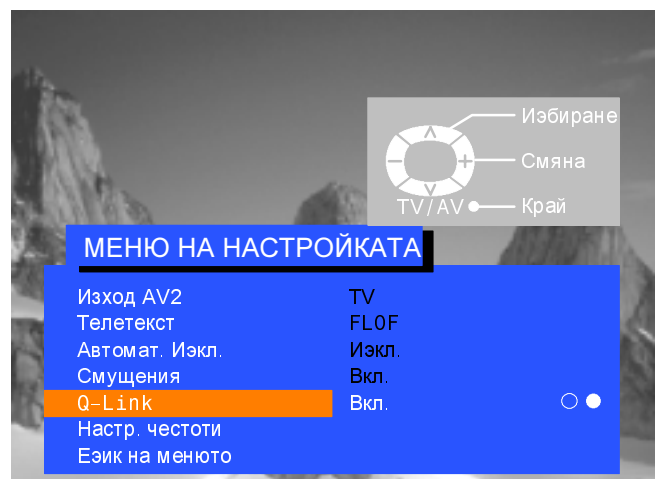 Иэбиране
Смяна
TV/AV Край
МЕНЮ НА НАСТРОЙКАТА
Изход AV2 TV
Телетекст FLOF
Автомат. Иэкл. Иэкл.
Смущения Вкл.
Q-Link Вкл.
Настр. честоти
Еэик на менюто